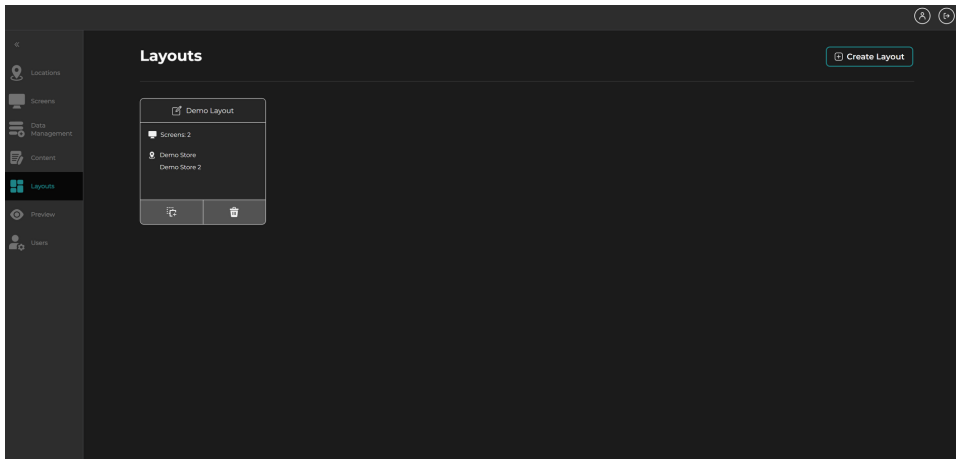 Layouts
Create Layout
Locations
Screens
Data
Management
Content
Layouts
Preview
Users
Demo Layout
Screens: 2
Demo Store
Demo Store 2